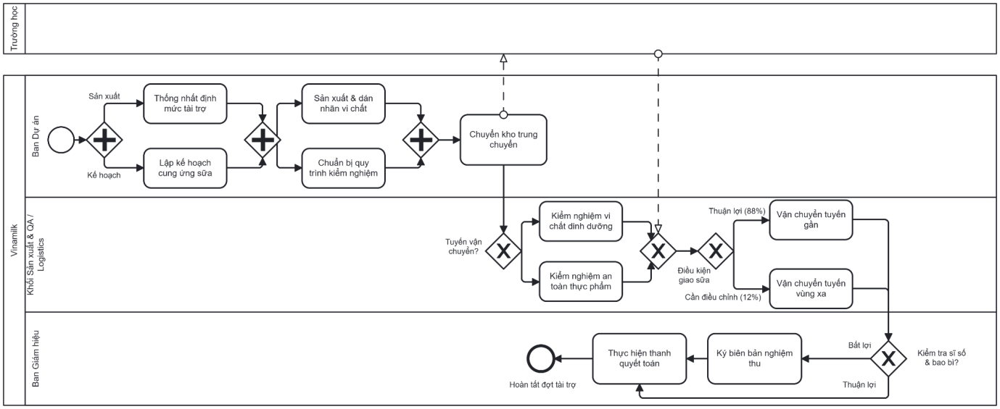 Trường học
Vinamilk
Ban Dự án
Sản xuất
Thống nhất định
mức tài trợ
Kế hoạch
Lập kế hoạch
cung ứng sữa
Sản xuất & dán
nhãn vi chất
Chuẩn bị quy
trình kiểm nghiệm
Chuyển kho trung
chuyển
Khối Sản xuất & QA /
Logistics
Tuyến vận
chuyển?
Kiểm nghiệm vi
chất dinh dưỡng
Kiểm nghiệm an
toàn thực phẩm
Điều kiện
giao sữa
Thuận lợi (88%)
Vận chuyển tuyến
gần
Cần điều chỉnh (12%)
Vận chuyển tuyến
vùng xa
Ban Giám hiệu
Kiểm tra sĩ số
& bao bì?
Bất lợi
Thuận lợi
Ký biên bản nghiệm
thu
Thực hiện thanh
quyết toán
Hoàn tất đợt tài trợ